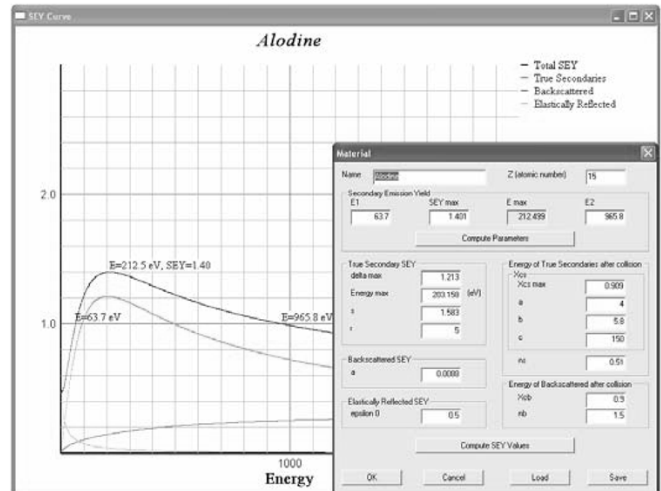 SEY Curve
Alodine
Total SEY
True Secondaries
Backscattered
Elastically Reflected
2.0
E=212.5 eV, SEY=1.40
E=63.7 eV
1.0
E=965.8 eV
1000
Energy
Material
Name Alodine Z (atomic number) 15
Secondary Emission Yield
E1 SEY max E max E2
63.7 1.401 212.499 965.8
Compute Parameters
True Secondary SEY
delta max 1.213
Energy max 203.158 (eV)
s 1.583
r 5
Backscattered SEY
a 0.0088
Elastically Reflected SEY
epsilon 0 0.5
Energy of True Secondaries after collision
Xcs
Xcs max 0.909
a 4
b 5.8
c 150
ns 0.51
Energy of Backscattered after collision
Xcb 0.9
nb 1.5
Compute SEY Values
OK Cancel Load Save